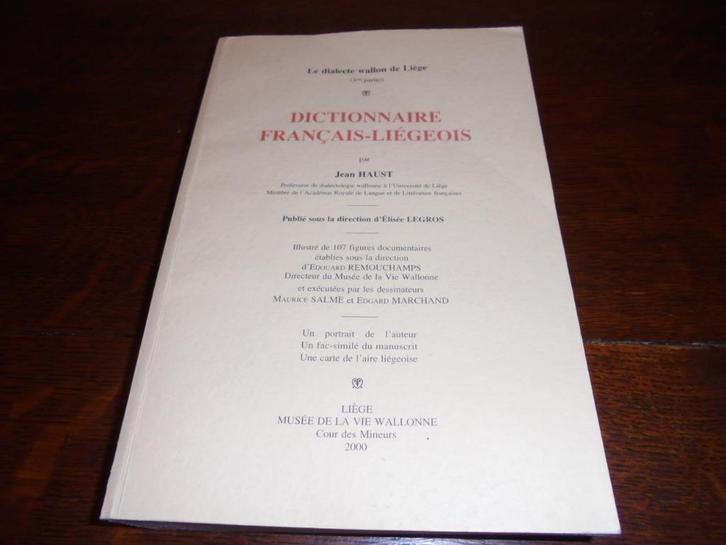 Le dialecte wallon de Liège
(3me partie)
DICTIONNAIRE
FRANÇAIS-LIÉGEOIS
par
Jean HAUST
Professeur de dialectologie wallonne à l'Université de Liège
Membre de l'Académie Royale de Langue et de Littérature françaises
Publié sous la direction d'Élisée LEGROS
Illustré de 107 figures documentaires
établies sous la direction
d'EDOUARD REMOUCHAMPS
Directeur du Musée de la Vie Wallonne
et exécutées par les dessinateurs
MAURICE SALME et EDGARD MARCHAND
Un portrait de l'auteur
Un fac-similé du manuscrit
Une carte de l'aire liégeoise
LIÈGE
MUSÉE DE LA VIE WALLONNE
Cour des Mineurs
2000